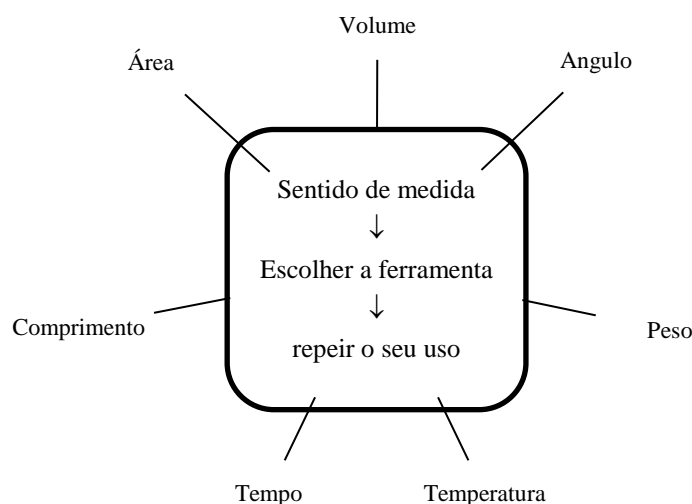 Volume
Área
Angulo
Sentido de medida
↓
Escolher a ferramenta
↓
repeir o seu uso
Comprimento
Peso
Tempo
Temperatura